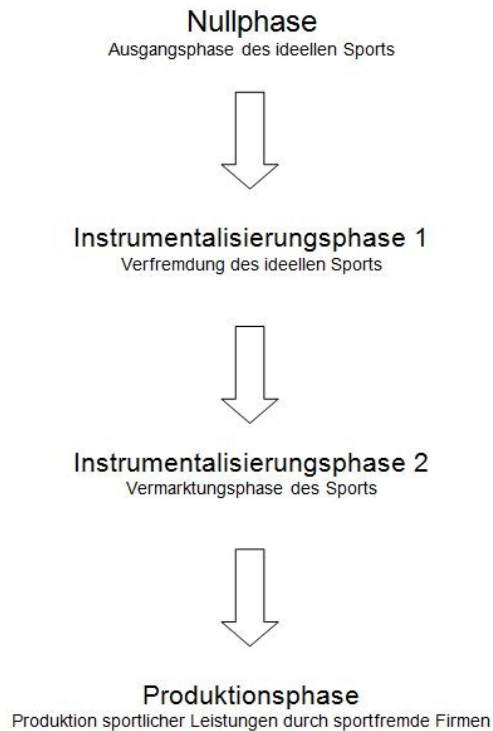 Nullphase
Ausgangsphase des ideellen Sports
Instrumentalisierungsphase 1
Verfremdung des ideellen Sports
Instrumentalisierungsphase 2
Vermarktungsphase des Sports
Produktionsphase
Produktion sportlicher Leistungen durch sportfremde Firmen